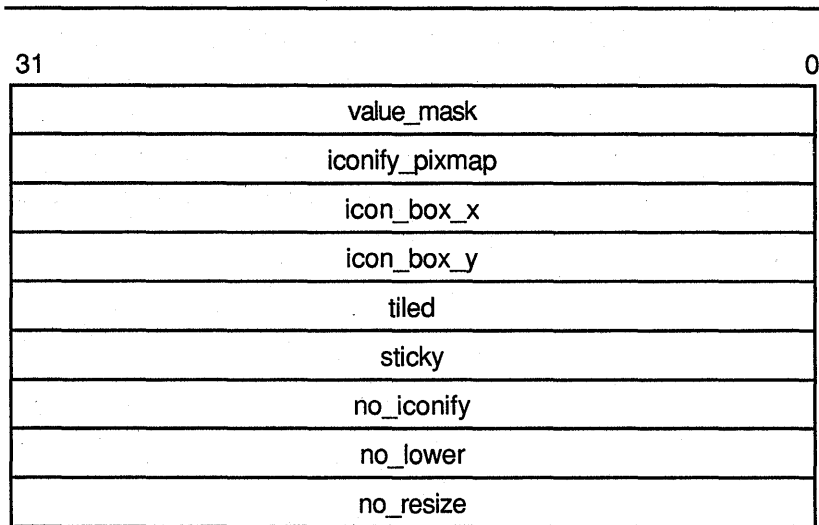 31 0
value_mask
iconify_pixmap
icon_box_x
icon_box_y
tiled
sticky
no_iconify
no_lower
no_resize